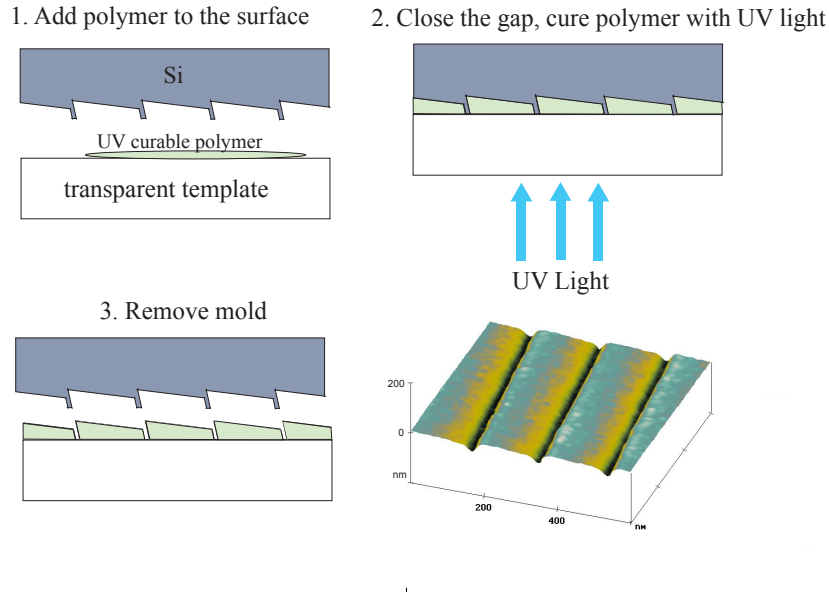 1. Add polymer to the surface
2. Close the gap, cure polymer with UV light
Si
UV curable polymer
transparent template
UV Light
3. Remove mold
200
0
nm
200
400
nм